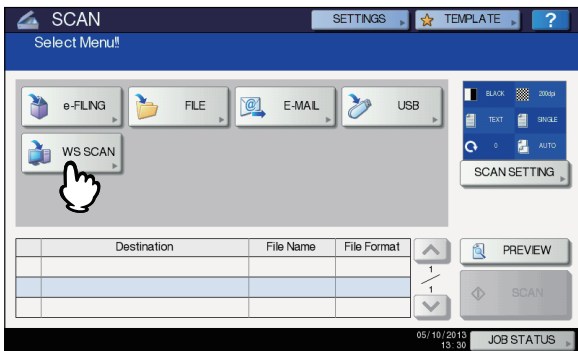 SCAN
SETTINGS
TEMPLATE
?
Select Menu!!
e-FILING
FILE
E-MAIL
USB
WS SCAN
BLACK
200dpi
TEXT
SINGLE
0
AUTO
SCAN SETTING
Destination
File Name
File Format
1
1
PREVIEW
SCAN
05/10/2013
13:30
JOB STATUS